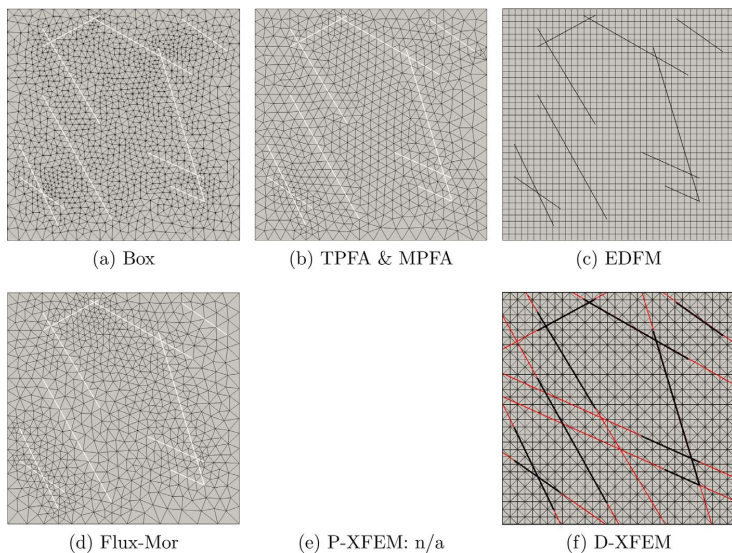 (a) Box
(b) TPFA & MPFA
(c) EDFM
(d) Flux-Mor
(e) P-XFEM: n/a
(f) D-XFEM